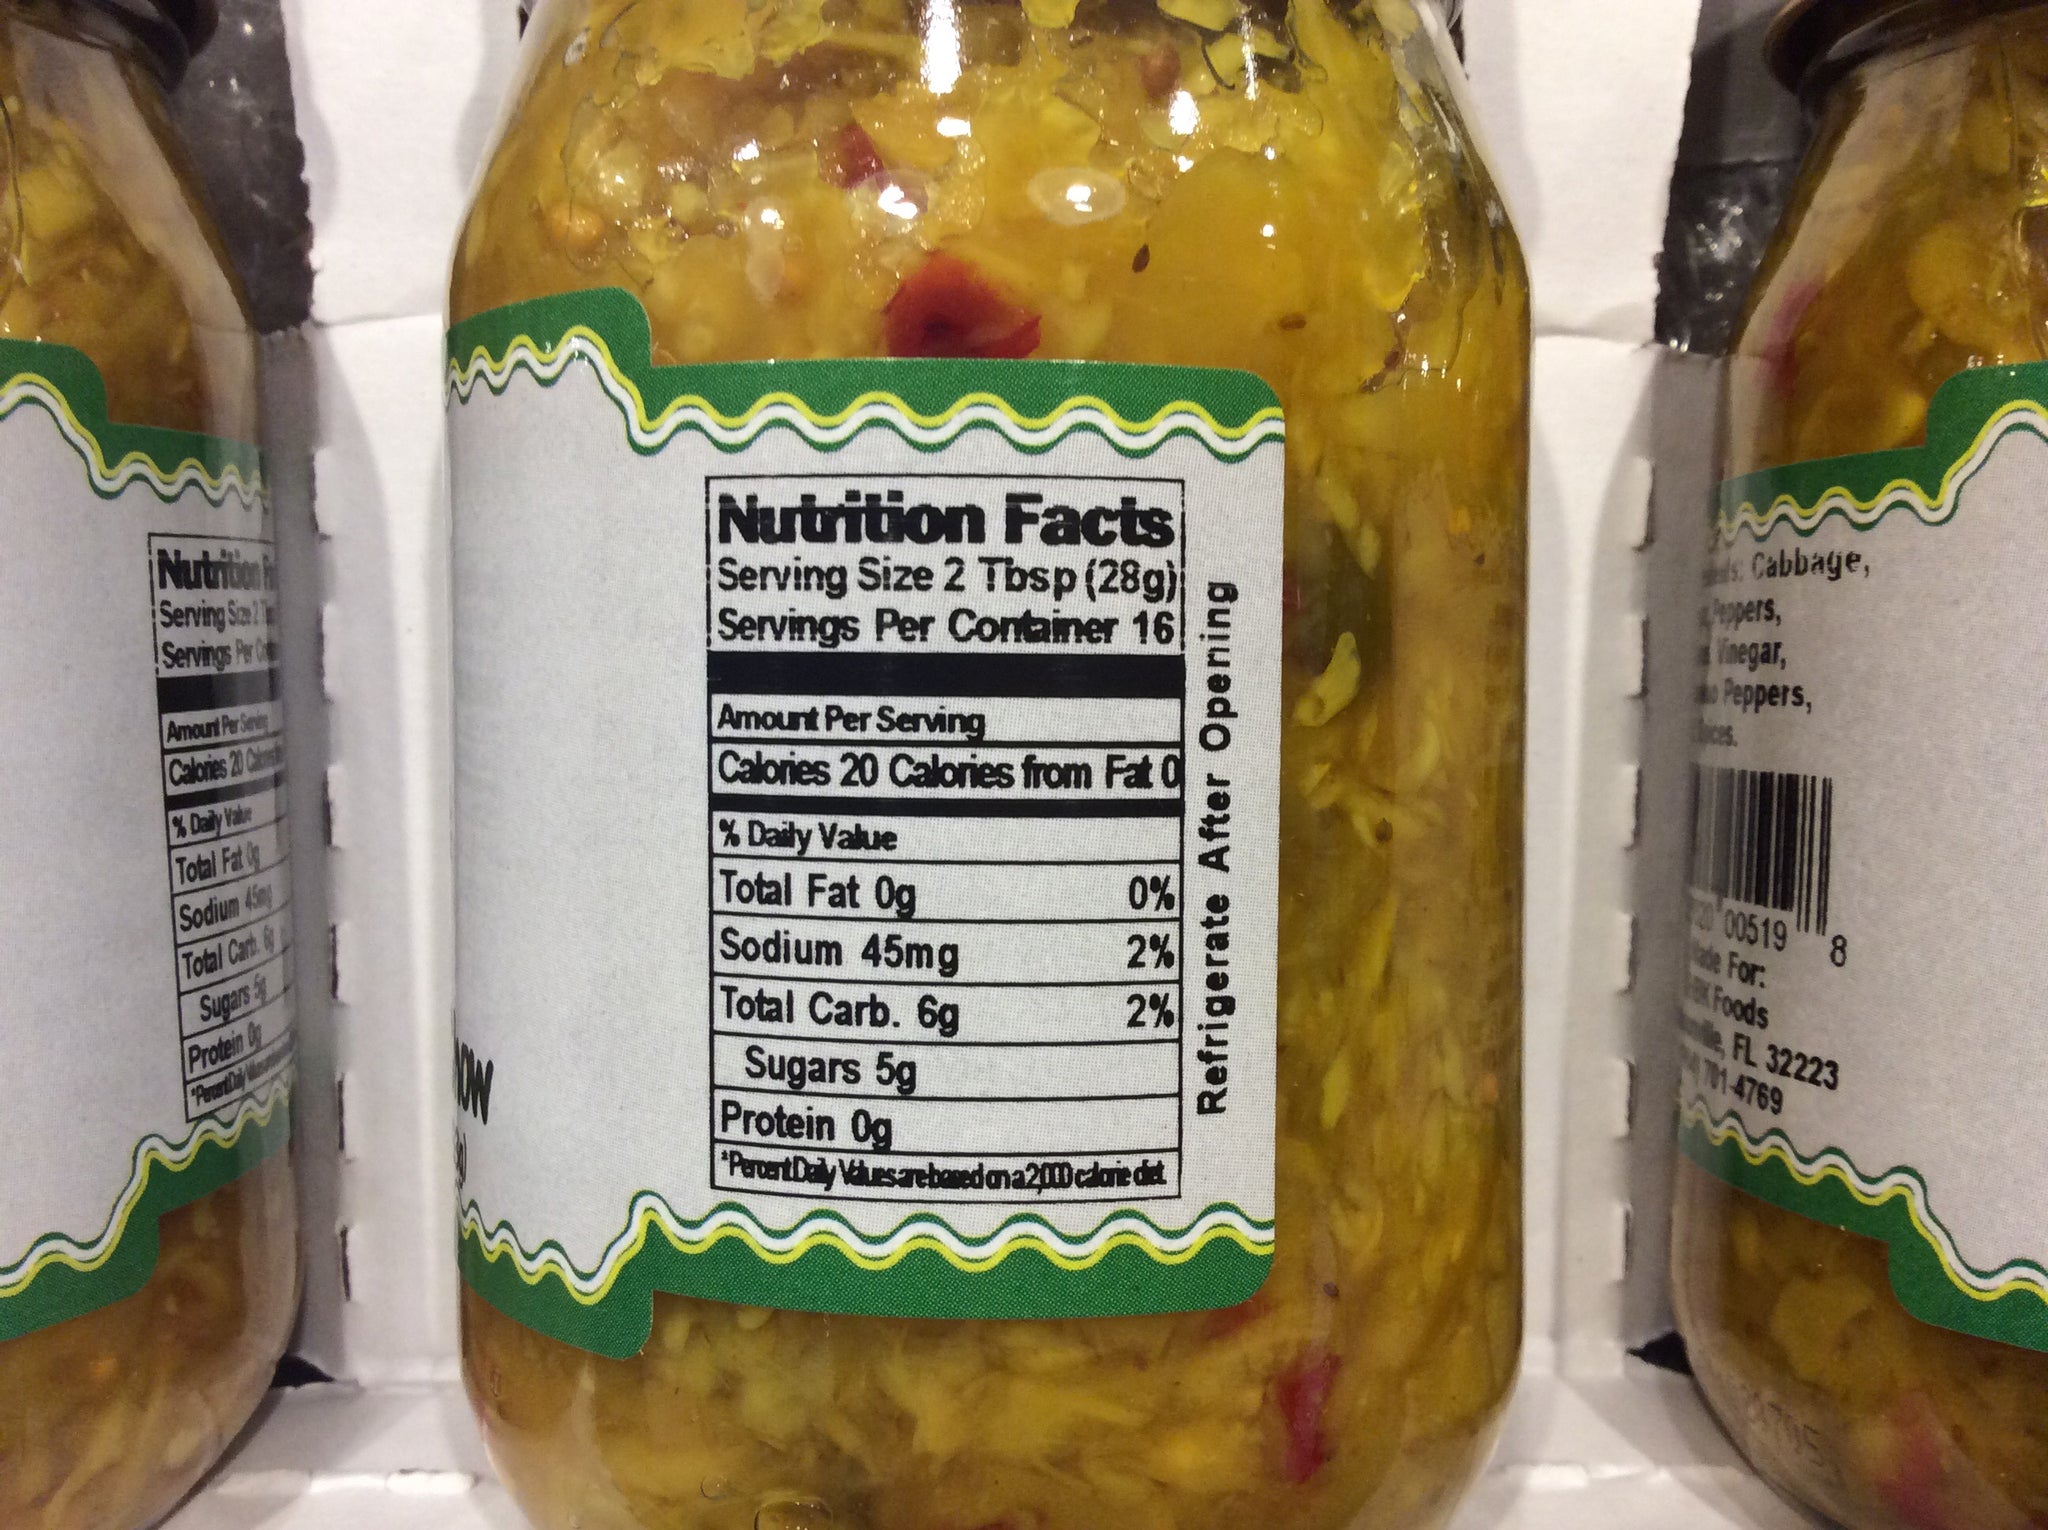 Nutrition
Serving Size 2
Servings Per
Amount Per Serving
Calories 20
% Daily Value
Total Fat 0g
Sodium 45mg
Total Carb. 6g
Sugars 5g
Protein 0g
Nutrition Facts
Serving Size 2 Tbsp (28g)
Servings Per Container 16
Amount Per Serving
Calories 20 Calories from Fat 0
% Daily Value
Total Fat 0g 0%
Sodium 45mg 2%
Total Carb. 6g 2%
Sugars 5g
Protein 0g
*Percent Daily Values are based on a 2,000 calorie diet.
Refrigerate After Opening
Cabbage,
Peppers,
Vinegar,
Peppers,
00519 8
For:
Foods
FL 32223
701-4769